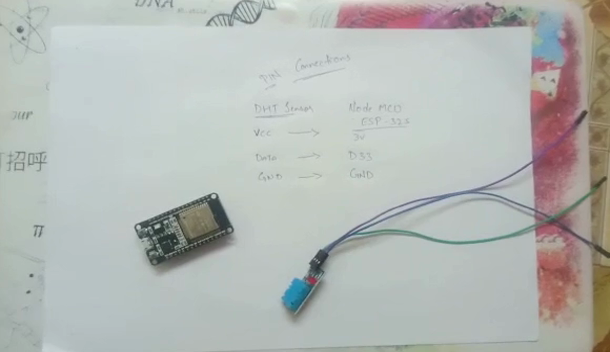 DNA
Pin Connections
DHT Sensor Node MCU
ESP-32S
Vcc → 3v
Data → D33
GND → GND
打招呼
π